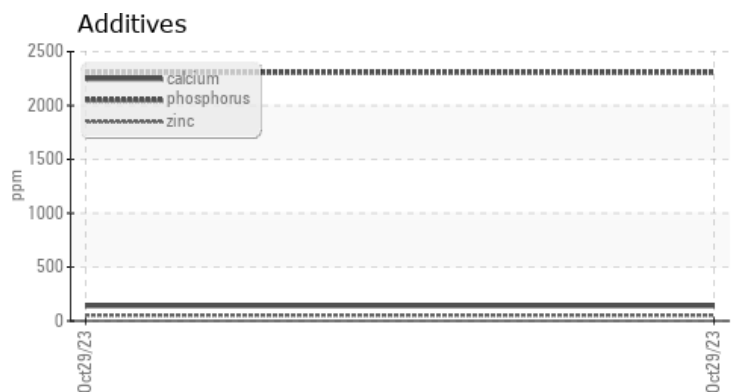 Additives
2500
2000
1500
1000
500
0
ppm
calcium
phosphorus
zinc
Oct29/23
Oct29/23